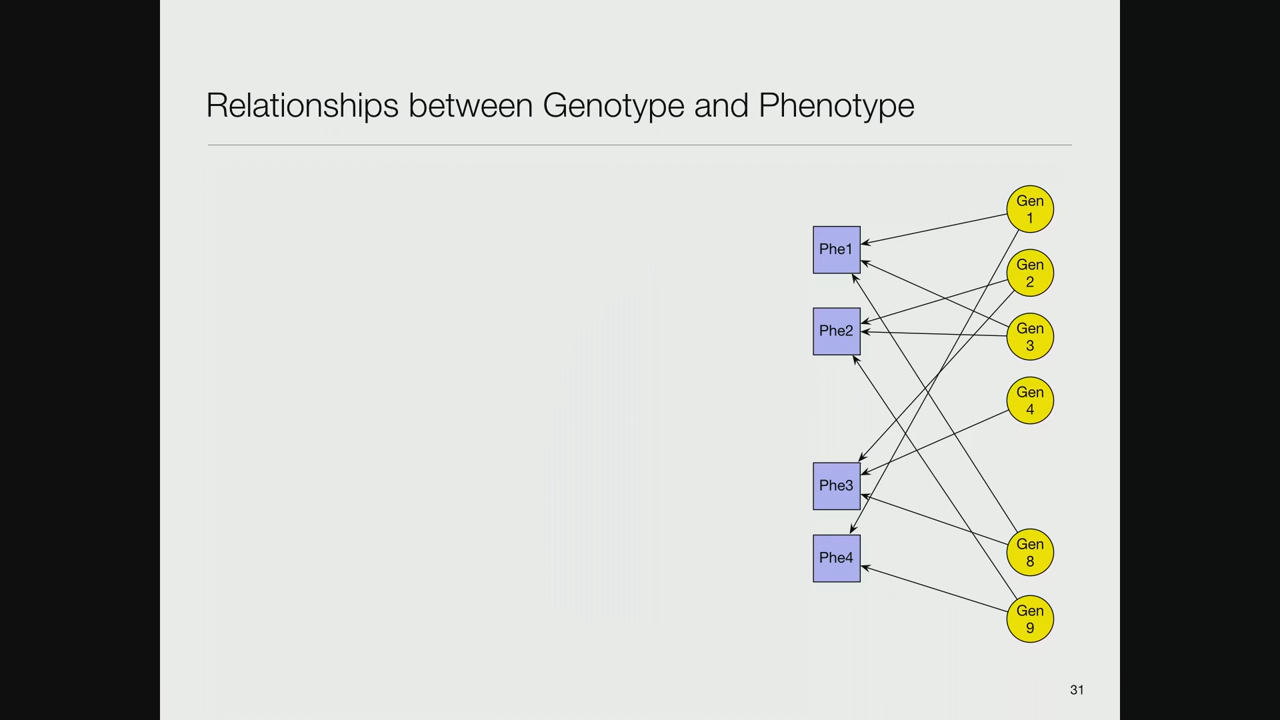 Relationships between Genotype and Phenotype
Phe1
Phe2
Phe3
Phe4
Gen
1
Gen
2
Gen
3
Gen
4
Gen
8
Gen
9
31